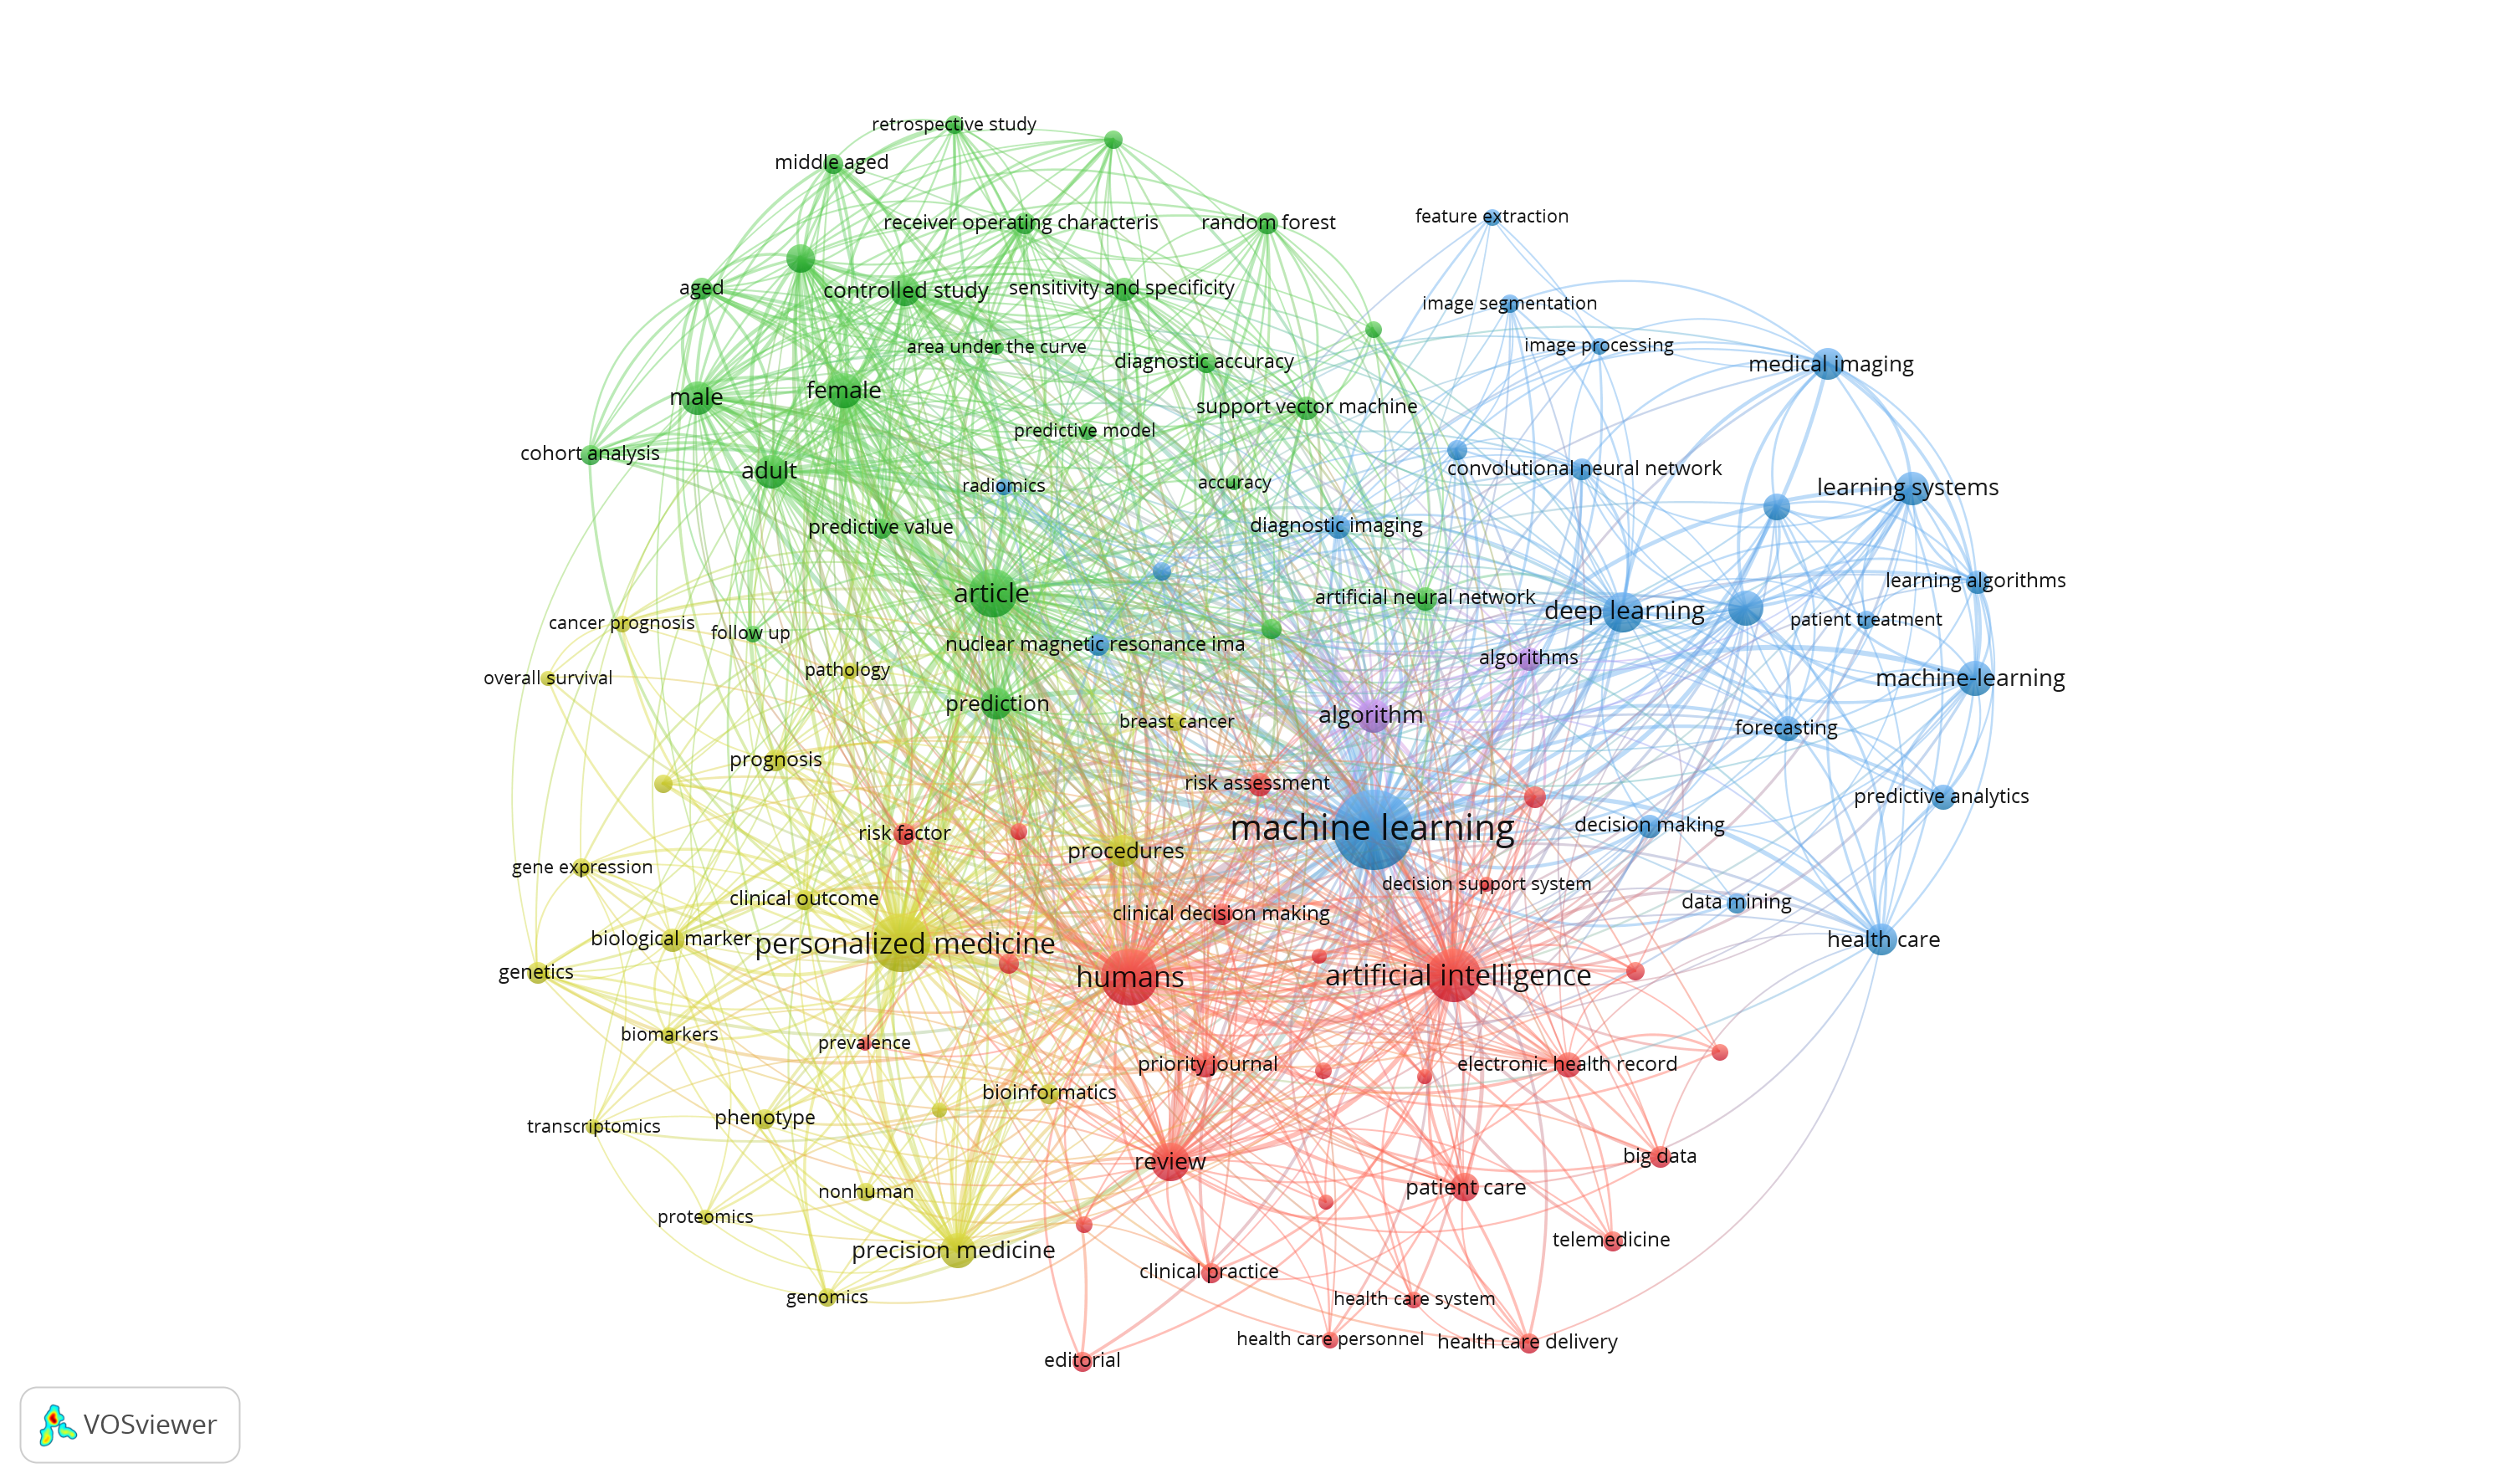 retrospective study
middle aged
receiver operating characteris
random forest
feature extraction
aged
controlled study
sensitivity and specificity
image segmentation
area under the curve
diagnostic accuracy
image processing
medical imaging
male
female
support vector machine
predictive model
cohort analysis
adult
radiomics
accuracy
convolutional neural network
learning systems
predictive value
diagnostic imaging
article
artificial neural network
deep learning
learning algorithms
cancer prognosis
follow up
patient treatment
nuclear magnetic resonance ima
algorithms
pathology
overall survival
machine-learning
prediction
algorithm
breast cancer
forecasting
prognosis
risk assessment
predictive analytics
risk factor
machine learning
decision making
procedures
gene expression
decision support system
clinical outcome
clinical decision making
data mining
biological marker
personalized medicine
health care
genetics
humans
artificial intelligence
biomarkers
prevalence
priority journal
electronic health record
bioinformatics
phenotype
transcriptomics
review
big data
nonhuman
patient care
proteomics
precision medicine
telemedicine
clinical practice
genomics
health care system
health care personnel
health care delivery
editorial
VOSviewer